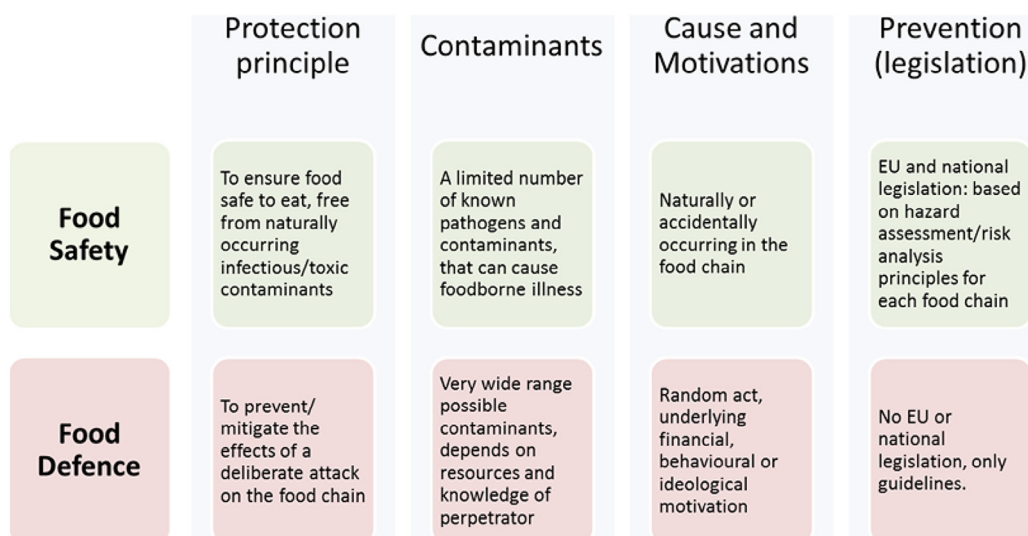 Protection
principle
Contaminants
Cause and
Motivations
Prevention
(legislation)
Food
Safety
To ensure food
safe to eat, free
from naturally
occurring
infectious/toxic
contaminants
A limited number
of known
pathogens and
contaminants,
that can cause
foodborne illness
Naturally or
accidentally
occurring in the
food chain
EU and national
legislation: based
on hazard
assessment/risk
analysis
principles for
each food chain
Food
Defence
To prevent/
mitigate the
effects of a
deliberate attack
on the food chain
Very wide range
possible
contaminants,
depends on
resources and
knowledge of
perpetrator
Random act,
underlying
financial,
behavioural or
ideological
motivation
No EU or
national
legislation, only
guidelines.